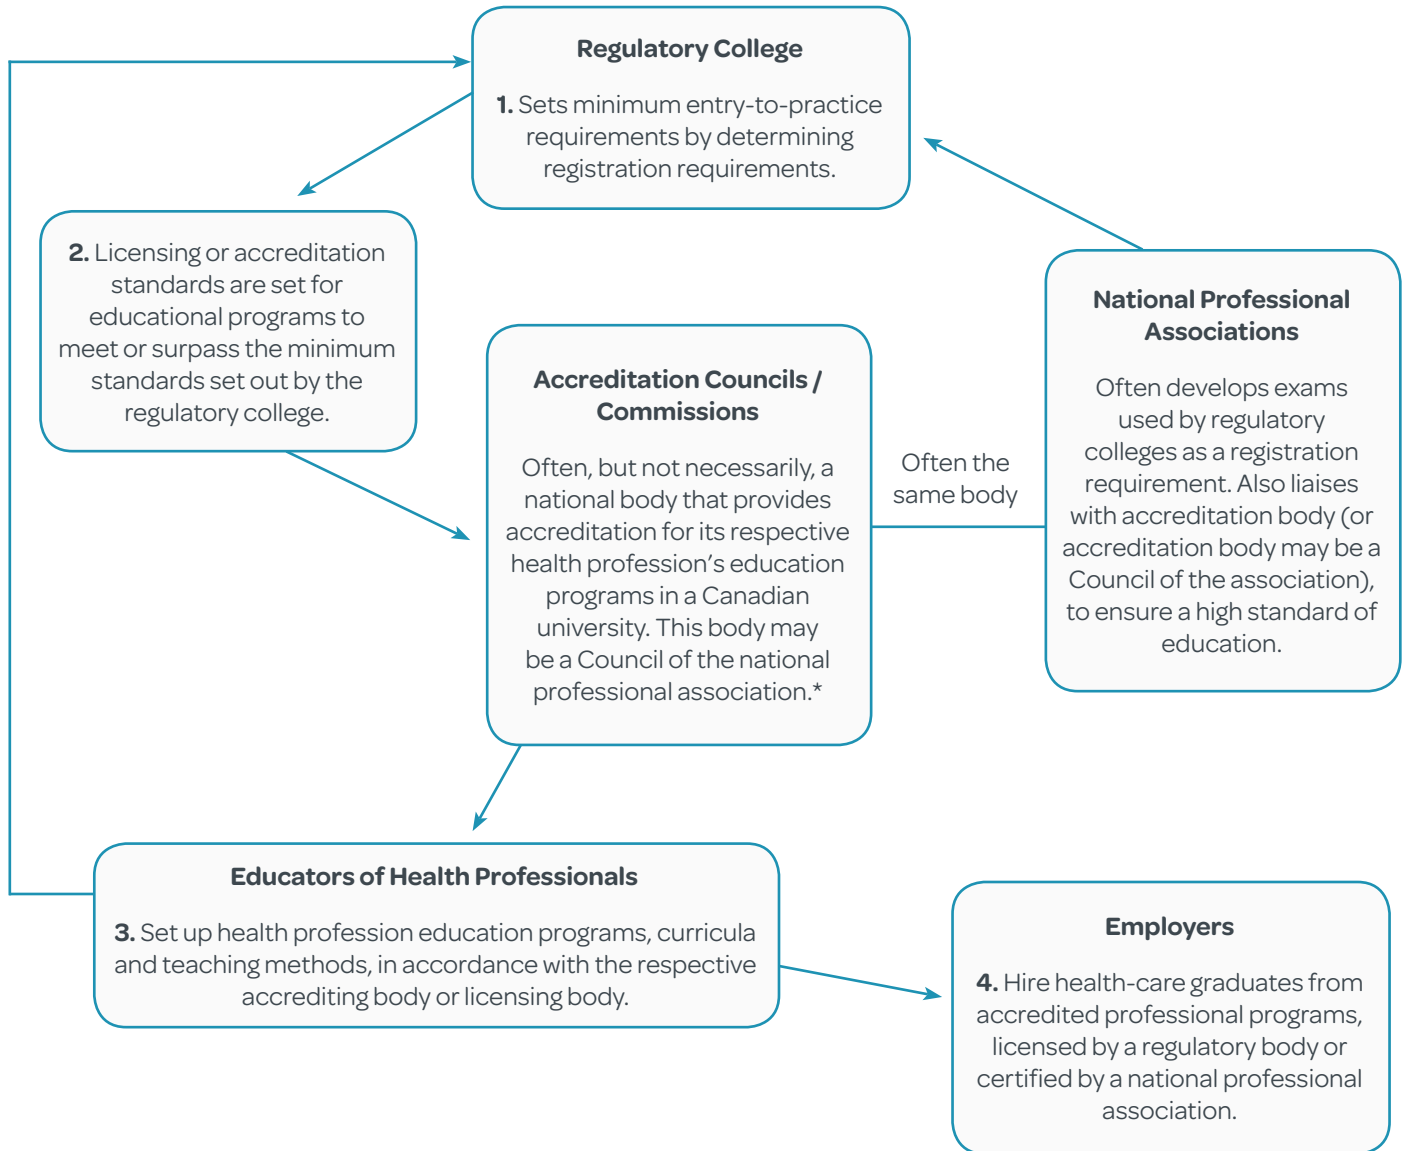 Regulatory College
1. Sets minimum entry-to-practice
requirements by determining
registration requirements.
2. Licensing or accreditation
standards are set for
educational programs to
meet or surpass the minimum
standards set out by the
regulatory college.
Accreditation Councils /
Commissions
Often, but not necessarily, a
national body that provides
accreditation for its respective
health profession’s education
programs in a Canadian
university. This body may
be a Council of the national
professional association.*
Often the
same body
National Professional
Associations
Often develops exams
used by regulatory
colleges as a registration
requirement. Also liaises
with accreditation body (or
accreditation body may be a
Council of the association),
to ensure a high standard of
education.
Educators of Health Professionals
3. Set up health profession education programs, curricula
and teaching methods, in accordance with the respective
accrediting body or licensing body.
Employers
4. Hire health-care graduates from
accredited professional programs,
licensed by a regulatory body or
certified by a national professional
association.